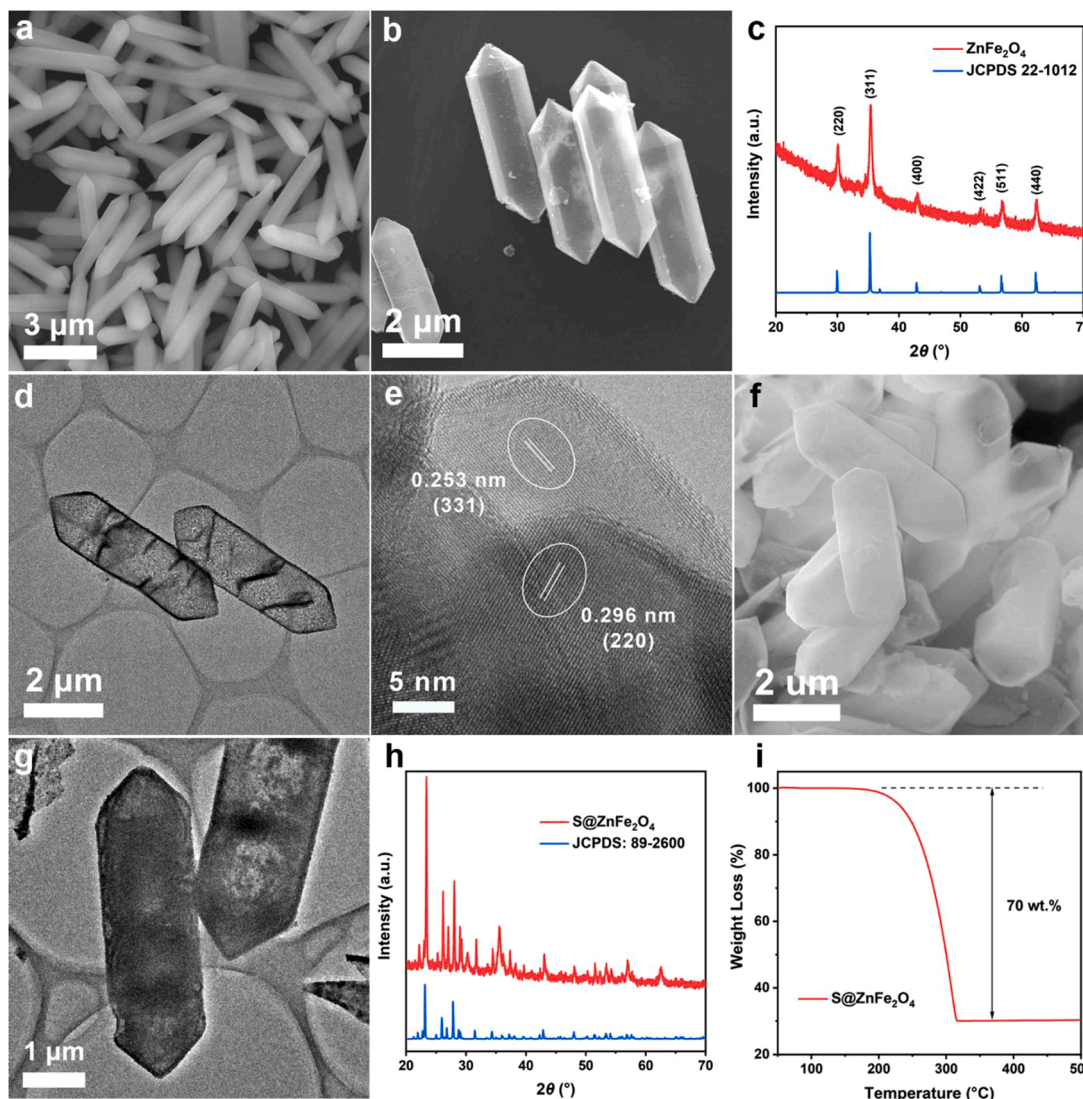 a
3 µm
b
2 µm
c
ZnFe₂O₄
JCPDS 22-1012
(220)
(311)
(400)
(422)
(511)
(440)
Intensity (a.u.)
20 30 40 50 60 70
2θ (°)
d
2 µm
e
0.253 nm
(331)
0.296 nm
(220)
5 nm
f
2 um
g
1 µm
h
S@ZnFe₂O₄
JCPDS: 89-2600
Intensity (a.u.)
20 30 40 50 60 70
2θ (°)
i
100
80
60
40
20
Weight Loss (%)
70 wt.%
S@ZnFe₂O₄
100 200 300 400 500
Temperature (°C)